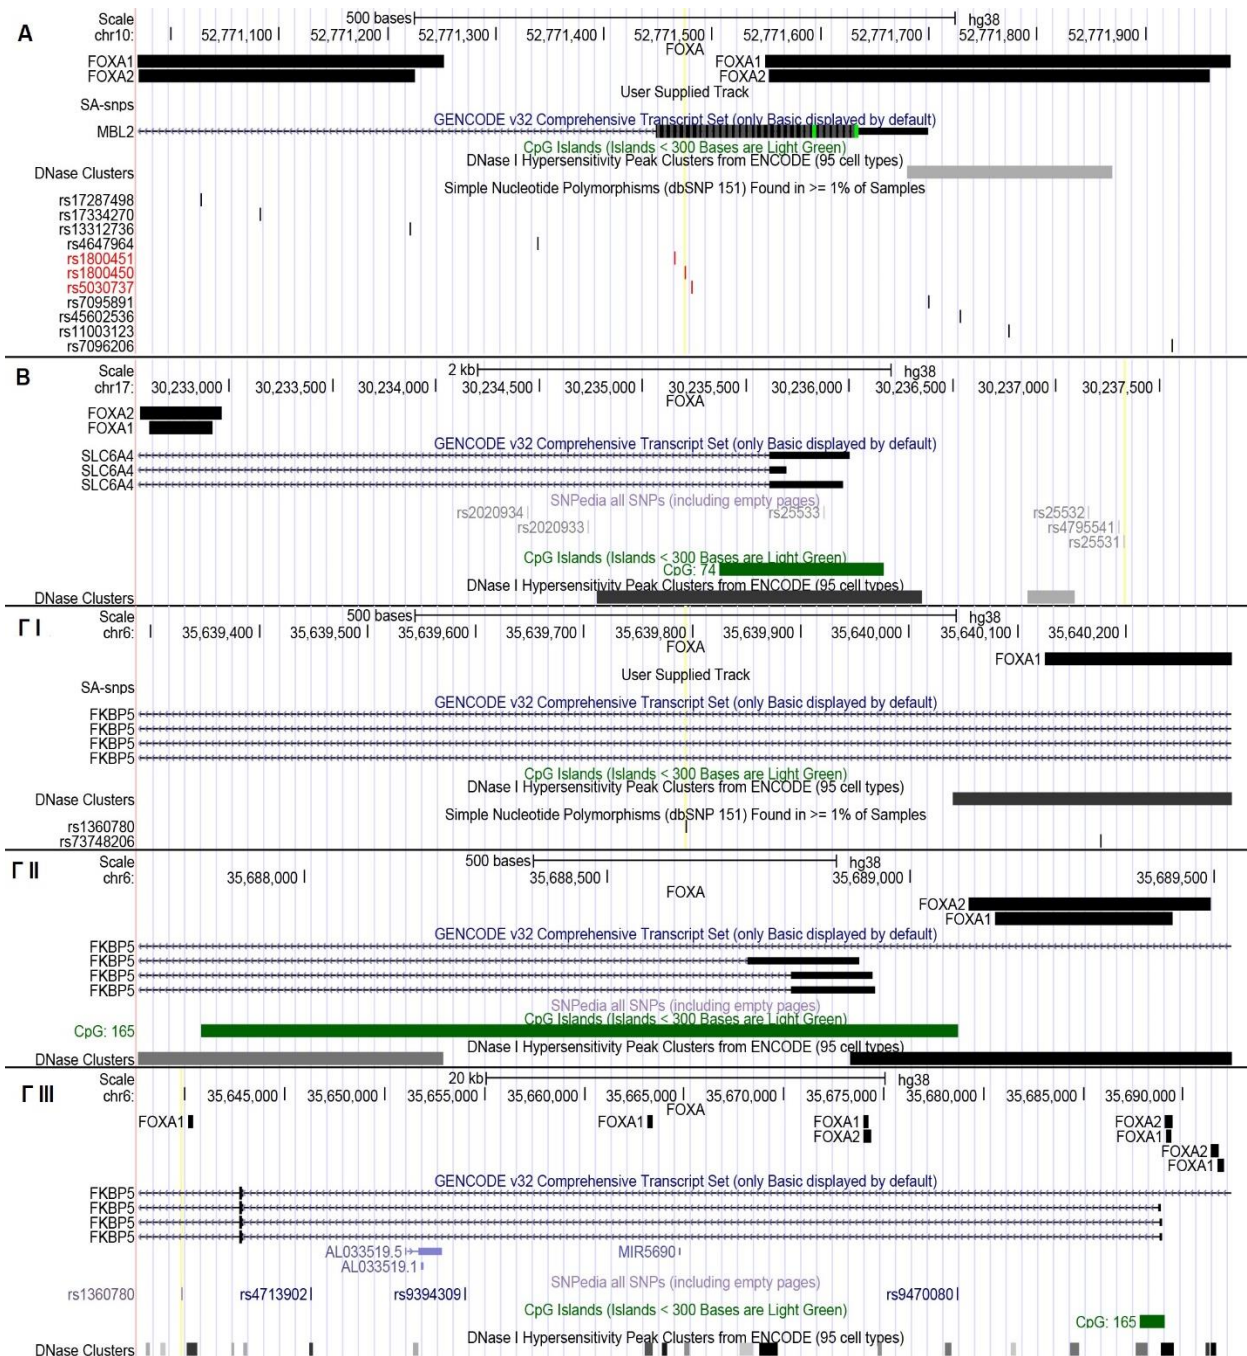 A
Scale 500 bases hg38
chr10: 52,771,100 52,771,200 52,771,300 52,771,400 52,771,500 52,771,600 52,771,700 52,771,800 52,771,900
FOXA
FOXA1 FOXA1
FOXA2 FOXA2
User Supplied Track
SA-snps
GENCODE v32 Comprehensive Transcript Set (only Basic displayed by default)
MBL2
CpG Islands (Islands < 300 Bases are Light Green)
DNase I Hypersensitivity Peak Clusters from ENCODE (95 cell types)
DNase Clusters
Simple Nucleotide Polymorphisms (dbSNP 151) Found in >= 1% of Samples
rs17287498
rs17334270
rs13312736
rs4647964
rs1800451
rs1800450
rs5030737
rs7095891
rs45602536
rs11003123
rs7096206
B
Scale 2 kb hg38
chr17: 30,233,000 30,233,500 30,234,000 30,234,500 30,235,000 30,235,500 30,236,000 30,236,500 30,237,000 30,237,500
FOXA
FOXA2
FOXA1
GENCODE v32 Comprehensive Transcript Set (only Basic displayed by default)
SLC6A4
SLC6A4
SLC6A4
SNPedia all SNPs (including empty pages)
rs2020934 rs25533 rs25532
rs2020933 rs4795541
rs25531
CpG Islands (Islands < 300 Bases are Light Green)
CpG: 74
DNase I Hypersensitivity Peak Clusters from ENCODE (95 cell types)
DNase Clusters
Γ I
Scale 500 bases hg38
chr6: 35,639,400 35,639,500 35,639,600 35,639,700 35,639,800 35,639,900 35,640,000 35,640,100 35,640,200
FOXA
FOXA1
User Supplied Track
SA-snps
GENCODE v32 Comprehensive Transcript Set (only Basic displayed by default)
FKBP5
FKBP5
FKBP5
FKBP5
CpG Islands (Islands < 300 Bases are Light Green)
DNase I Hypersensitivity Peak Clusters from ENCODE (95 cell types)
DNase Clusters
Simple Nucleotide Polymorphisms (dbSNP 151) Found in >= 1% of Samples
rs1360780
rs73748206
Γ II
Scale 500 bases hg38
chr6: 35,688,000 35,688,500 35,689,000 35,689,500
FOXA
FOXA2
FOXA1
GENCODE v32 Comprehensive Transcript Set (only Basic displayed by default)
FKBP5
FKBP5
FKBP5
FKBP5
SNPedia all SNPs (including empty pages)
CpG Islands (Islands < 300 Bases are Light Green)
CpG: 165
DNase I Hypersensitivity Peak Clusters from ENCODE (95 cell types)
DNase Clusters
Γ III
Scale 20 kb hg38
chr6: 35,645,000 35,650,000 35,655,000 35,660,000 35,665,000 35,670,000 35,675,000 35,680,000 35,685,000 35,690,000
FOXA
FOXA1 FOXA1 FOXA1 FOXA2
FOXA2 FOXA1
FOXA2
FOXA1
GENCODE v32 Comprehensive Transcript Set (only Basic displayed by default)
FKBP5
FKBP5
FKBP5
FKBP5
AL033519.5 MIR5690
AL033519.1
SNPedia all SNPs (including empty pages)
rs1360780 rs4713902 rs9394309 rs9470080
CpG Islands (Islands < 300 Bases are Light Green)
CpG: 165
DNase I Hypersensitivity Peak Clusters from ENCODE (95 cell types)
DNase Clusters